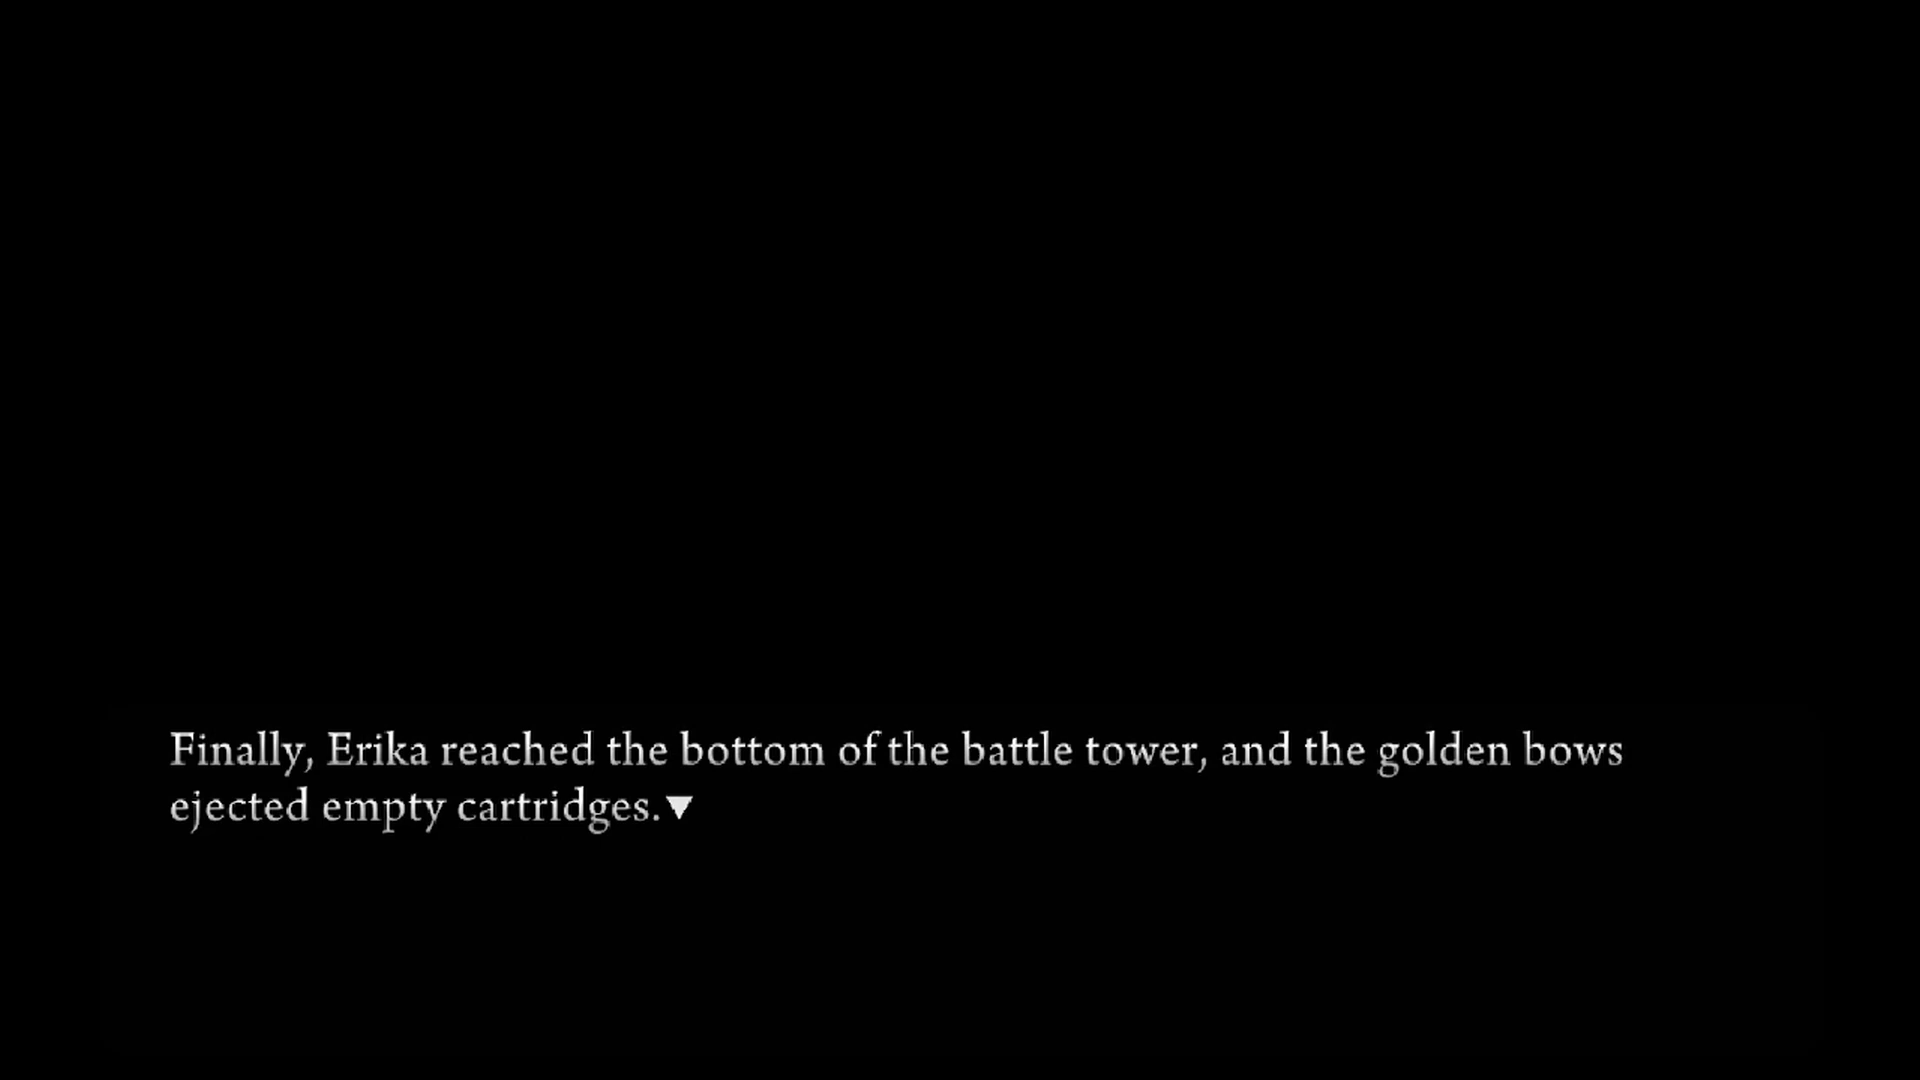 Finally, Erika reached the bottom of the battle tower, and the golden bows
ejected empty cartridges.▼